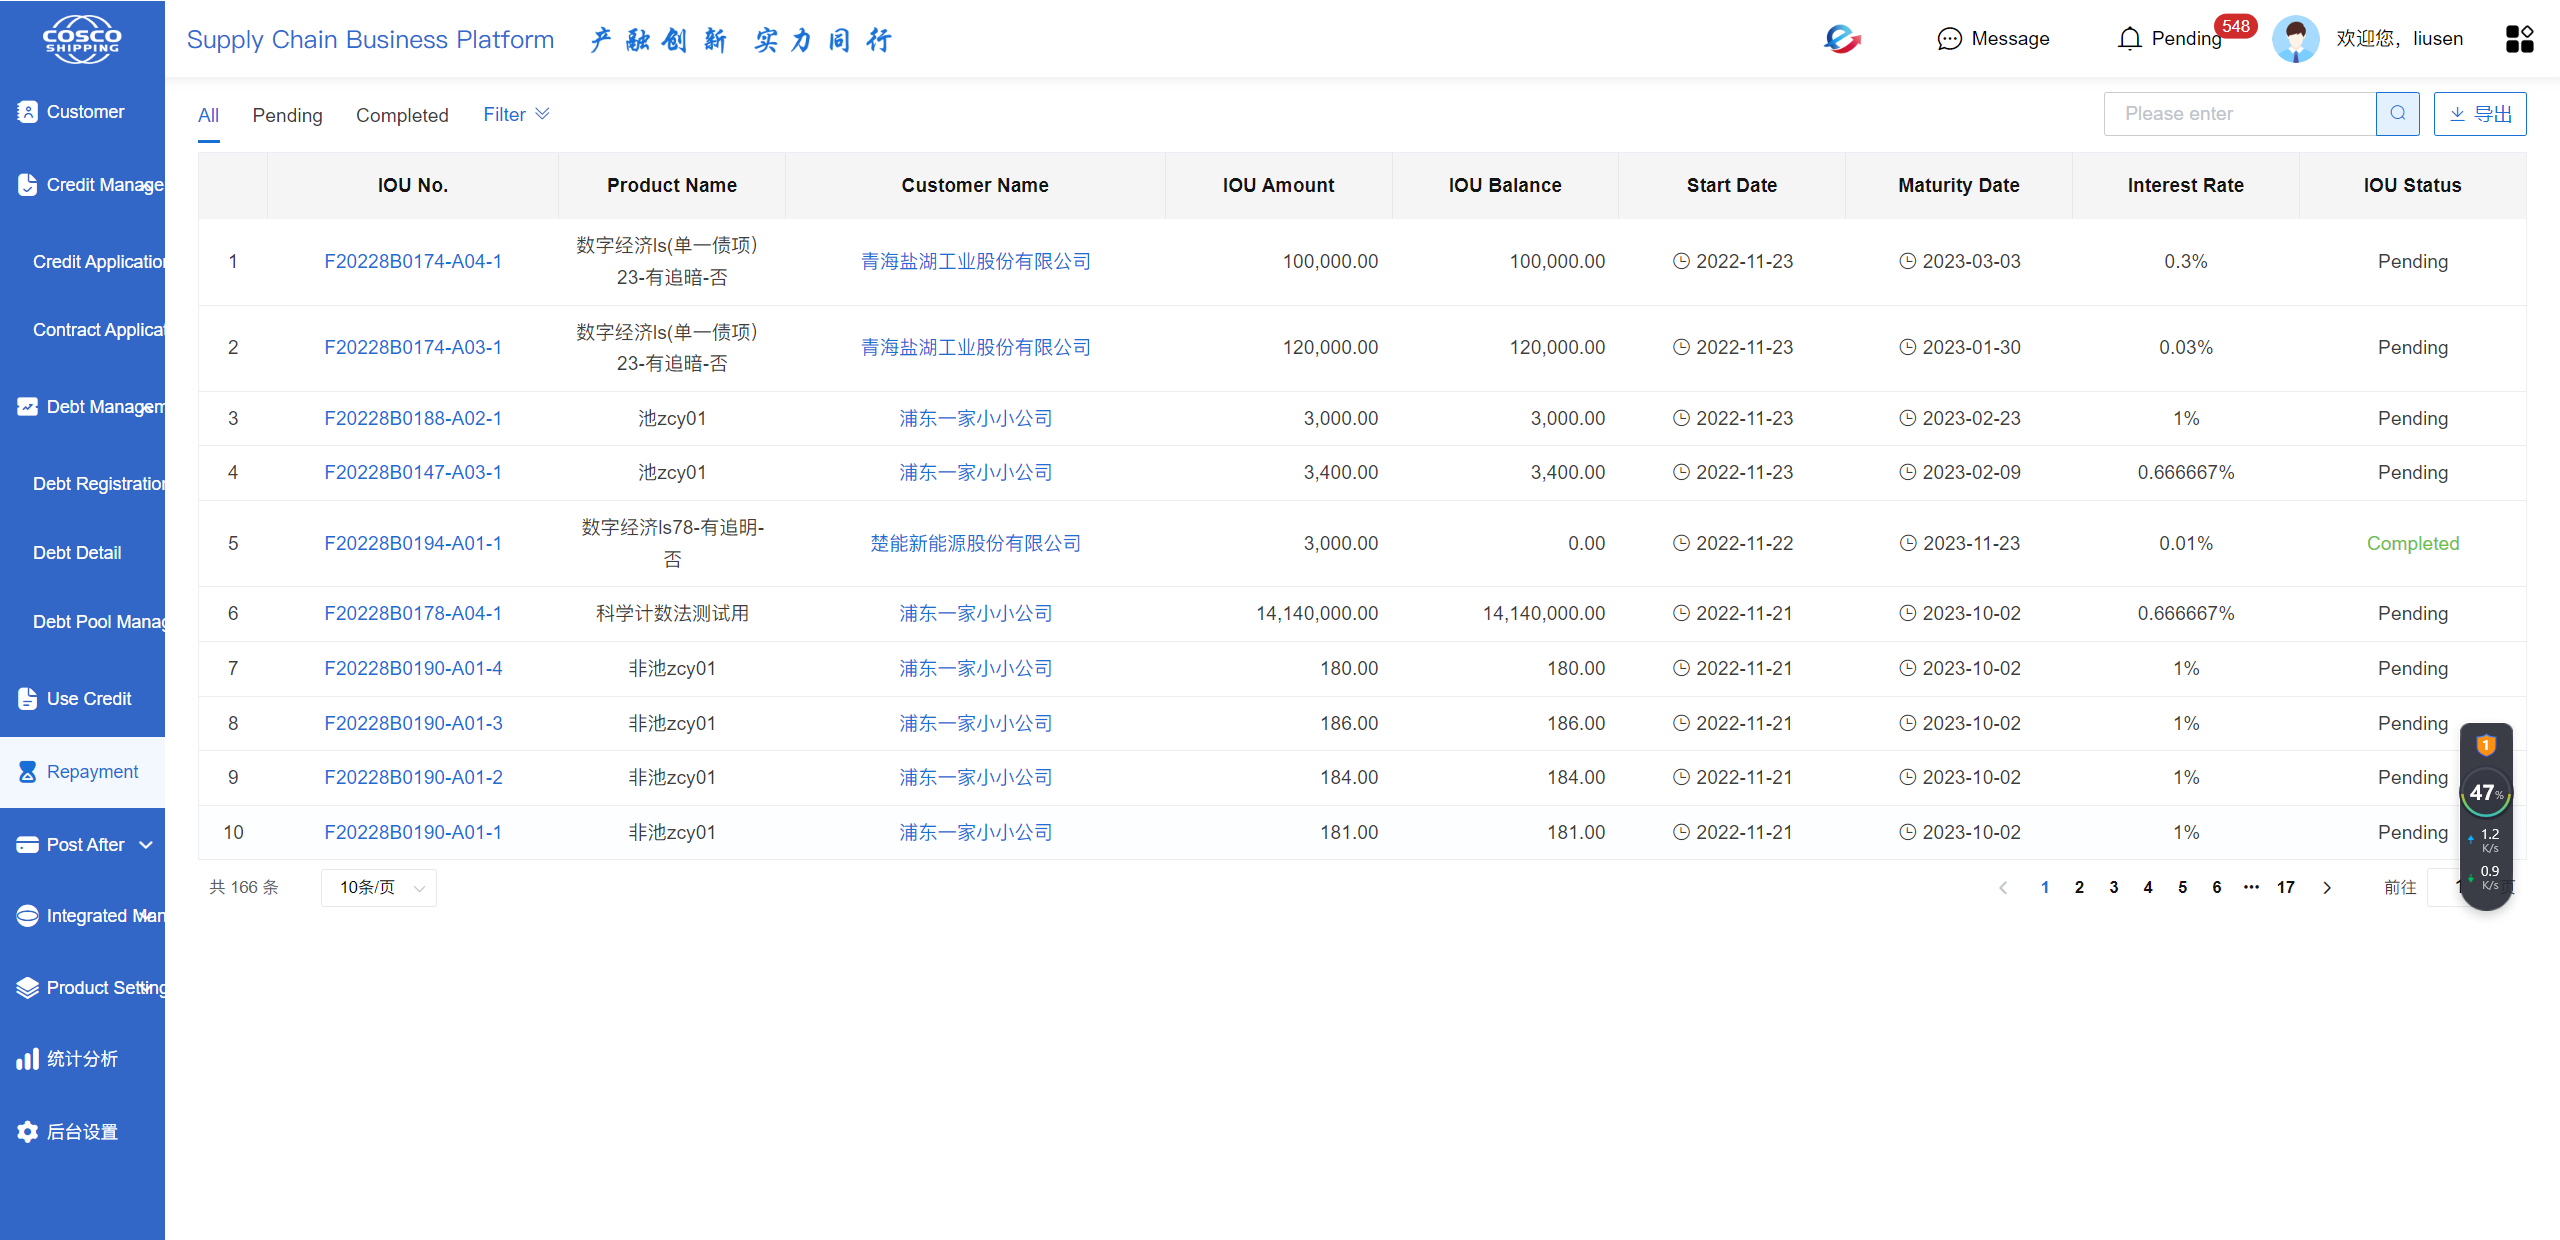 COSCO
SHIPPING
Supply Chain Business Platform
产融创新 实力同行
Message
Pending
548
欢迎您，liusen
Customer
Credit Manage
Credit Application
Contract Applicat
Debt Managem
Debt Registration
Debt Detail
Debt Pool Manag
Use Credit
Repayment
Post After
Integrated Man
Product Setting
统计分析
后台设置
All Pending Completed Filter
Please enter
导出
IOU No. Product Name Customer Name IOU Amount IOU Balance Start Date Maturity Date Interest Rate IOU Status
1 F20228B0174-A04-1 数字经济ls(单一债项)
23-有追暗-否 青海盐湖工业股份有限公司 100,000.00 100,000.00 2022-11-23 2023-03-03 0.3% Pending
2 F20228B0174-A03-1 数字经济ls(单一债项)
23-有追暗-否 青海盐湖工业股份有限公司 120,000.00 120,000.00 2022-11-23 2023-01-30 0.03% Pending
3 F20228B0188-A02-1 池zcy01 浦东一家小小公司 3,000.00 3,000.00 2022-11-23 2023-02-23 1% Pending
4 F20228B0147-A03-1 池zcy01 浦东一家小小公司 3,400.00 3,400.00 2022-11-23 2023-02-09 0.666667% Pending
5 F20228B0194-A01-1 数字经济ls78-有追明-
否 楚能新能源股份有限公司 3,000.00 0.00 2022-11-22 2023-11-23 0.01% Completed
6 F20228B0178-A04-1 科学计数法测试用 浦东一家小小公司 14,140,000.00 14,140,000.00 2022-11-21 2023-10-02 0.666667% Pending
7 F20228B0190-A01-4 非池zcy01 浦东一家小小公司 180.00 180.00 2022-11-21 2023-10-02 1% Pending
8 F20228B0190-A01-3 非池zcy01 浦东一家小小公司 186.00 186.00 2022-11-21 2023-10-02 1% Pending
9 F20228B0190-A01-2 非池zcy01 浦东一家小小公司 184.00 184.00 2022-11-21 2023-10-02 1% Pending
10 F20228B0190-A01-1 非池zcy01 浦东一家小小公司 181.00 181.00 2022-11-21 2023-10-02 1% Pending
共 166 条 10条/页 1 2 3 4 5 6 ••• 17 前往 1 页
1
47%
1.2
K/s
0.9
K/s